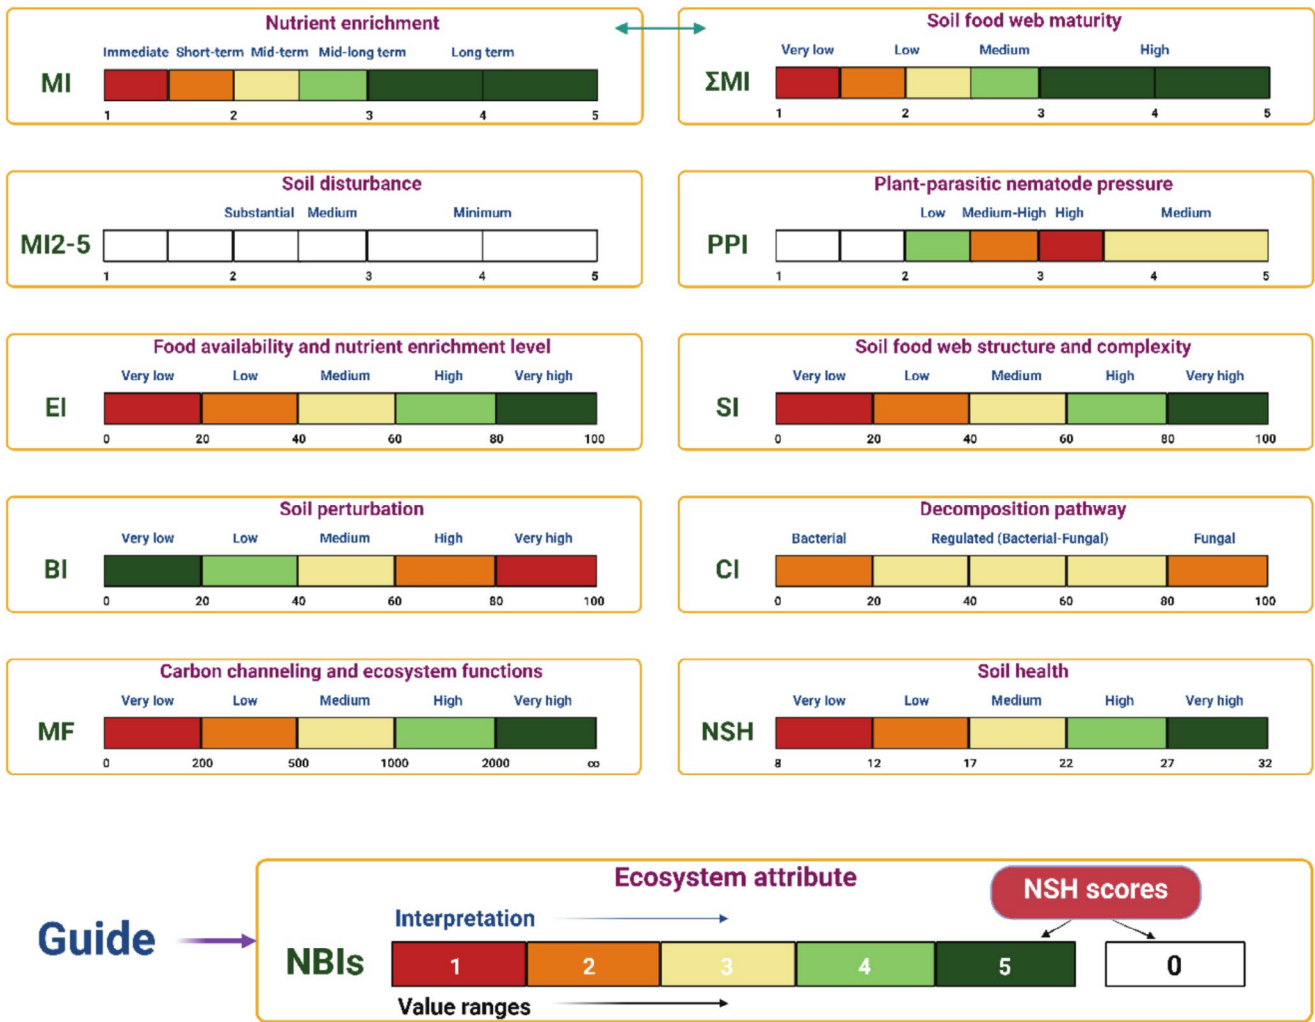 Nutrient enrichment
Immediate Short-term Mid-term Mid-long term Long term
MI
1 2 3 4 5
Soil food web maturity
Very low Low Medium High
ΣMI
1 2 3 4 5
Soil disturbance
Substantial Medium Minimum
MI2-5
1 2 3 4 5
Plant-parasitic nematode pressure
Low Medium-High High Medium
PPI
1 2 3 4 5
Food availability and nutrient enrichment level
Very low Low Medium High Very high
EI
0 20 40 60 80 100
Soil food web structure and complexity
Very low Low Medium High Very high
SI
0 20 40 60 80 100
Soil perturbation
Very low Low Medium High Very high
BI
0 20 40 60 80 100
Decomposition pathway
Bacterial Regulated (Bacterial-Fungal) Fungal
CI
0 20 40 60 80 100
Carbon channeling and ecosystem functions
Very low Low Medium High Very high
MF
0 200 500 1000 2000 ∞
Soil health
Very low Low Medium High Very high
NSH
8 12 17 22 27 32
Guide
Ecosystem attribute
NSH scores
Interpretation
NBIs 1 2 3 4 5 0
Value ranges